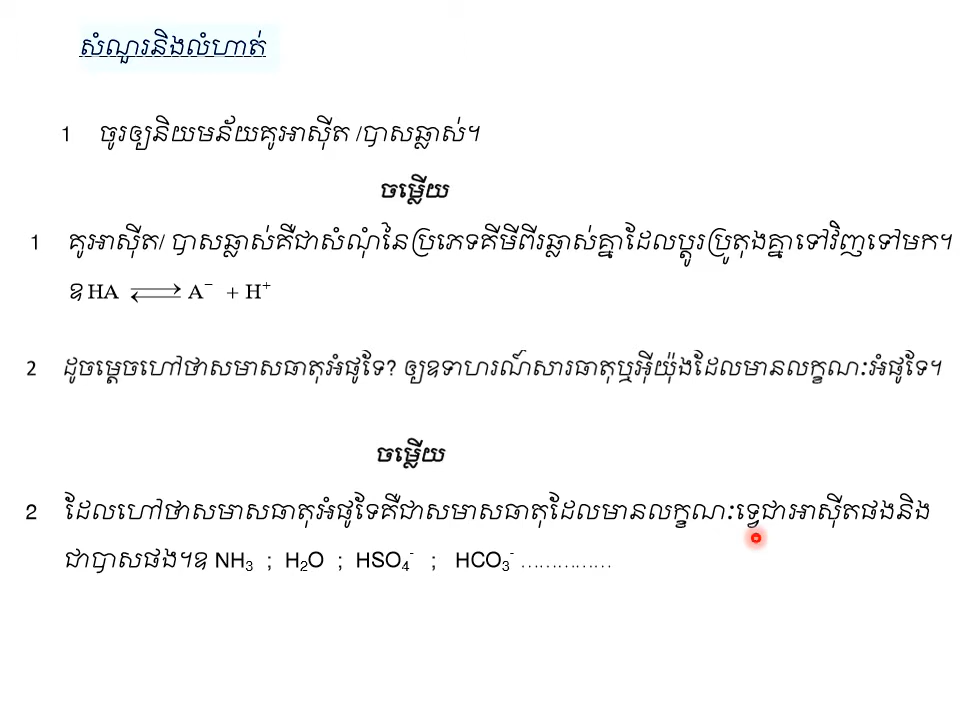 សំណួរនិងលំហាត់
1 ចូរឲ្យនិយមន័យគូអាស៊ីត /បាសឆ្លាស់។
ចម្លើយ
1 គូអាស៊ីត/ បាសឆ្លាស់គឺជាសំណុំនៃប្រភេទគីមីពីរឆ្លាស់គ្នាដែលប្តូរប្រូតុងគ្នាទៅវិញទៅមក។
ឧ HA ⇌ A⁻ + H⁺
2 ដូចម្តេចហៅថាសមាសធាតុអំផូទែ? ឲ្យឧទាហរណ៍សារធាតុឬអ៊ីយ៉ុងដែលមានលក្ខណៈអំផូទែ។
ចម្លើយ
2 ដែលហៅថាសមាសធាតុអំផូទែគឺជាសមាសធាតុដែលមានលក្ខណៈទ្វេជាអាស៊ីតផងនិង
ជាបាសផង។ឧ NH₃ ; H₂O ; HSO₄⁻ ; HCO₃⁻ ……………